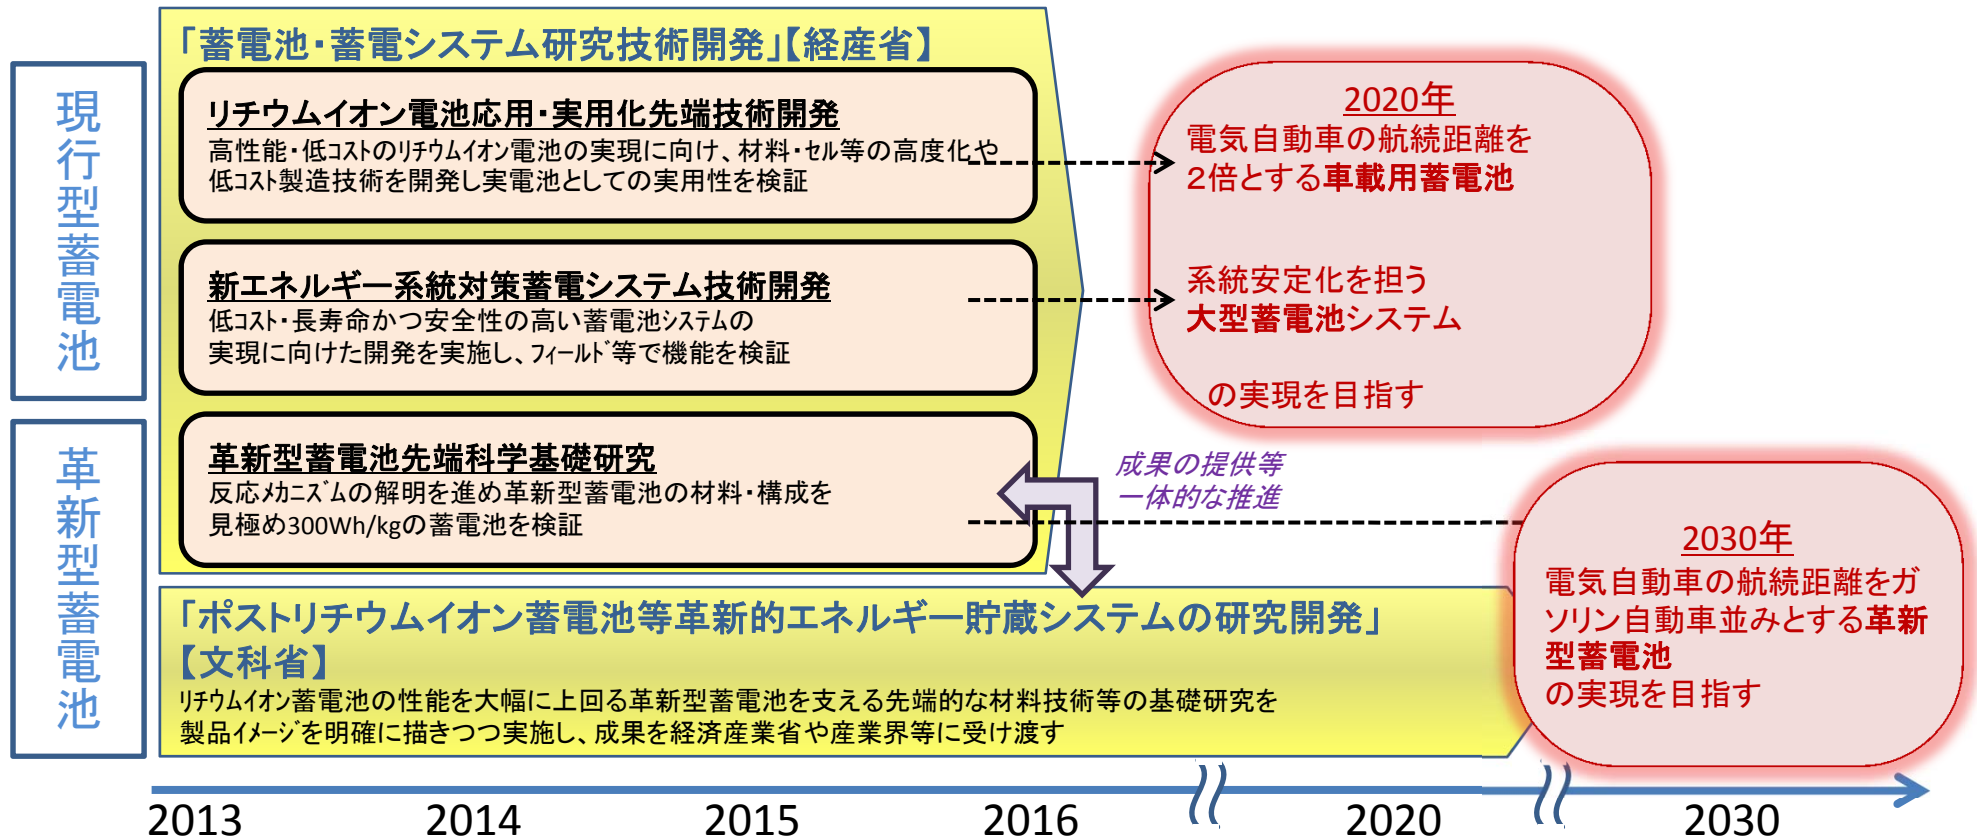 「蓄電池・蓄電システム研究技術開発」【経産省】
現行型蓄電池
リチウムイオン電池応用・実用化先端技術開発
高性能・低コストのリチウムイオン電池の実現に向け、材料・セル等の高度化や
低コスト製造技術を開発し実電池としての実用性を検証
新エネルギー系統対策蓄電システム技術開発
低コスト・長寿命かつ安全性の高い蓄電池システムの
実現に向けた開発を実施し、フィールド等で機能を検証
2020年
電気自動車の航続距離を
２倍とする車載用蓄電池
系統安定化を担う
大型蓄電池システム
の実現を目指す
革新型蓄電池
革新型蓄電池先端科学基礎研究
反応メカニズムの解明を進め革新型蓄電池の材料・構成を
見極め300Wh/kgの蓄電池を検証
成果の提供等
一体的な推進
「ポストリチウムイオン蓄電池等革新的エネルギー貯蔵システムの研究開発」
【文科省】
リチウムイオン蓄電池の性能を大幅に上回る革新型蓄電池を支える先端的な材料技術等の基礎研究を
製品イメージを明確に描きつつ実施し、成果を経済産業省や産業界等に受け渡す
2030年
電気自動車の航続距離をガ
ソリン自動車並みとする革新
型蓄電池
の実現を目指す
2013 2014 2015 2016 2020 2030